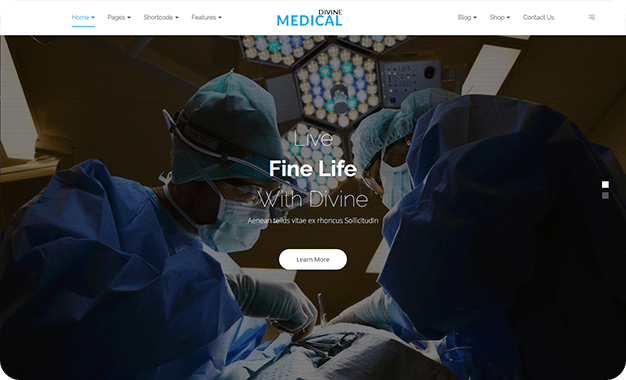 Home
Pages
Shortcode
Features
DIVINE
MEDICAL
Blog
Shop
Contact Us
Live
Fine Life
With Divine
Aenean tellus vitae ex rhoncus Sollicitudin
Learn More